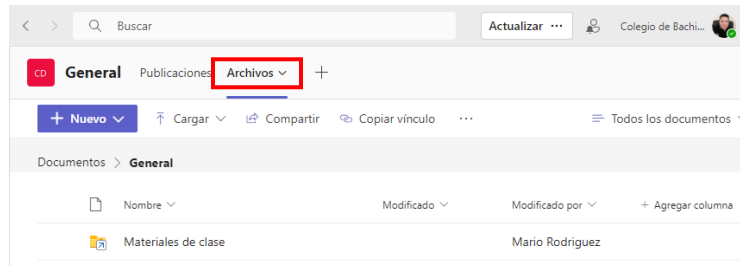 Buscar Actualizar ··· Colegio de Bachi...
CD General Publicaciones Archivos +
+ Nuevo Cargar Compartir Copiar vínculo ··· Todos los documentos
Documentos > General
Nombre Modificado Modificado por + Agregar columna
Materiales de clase Mario Rodriguez